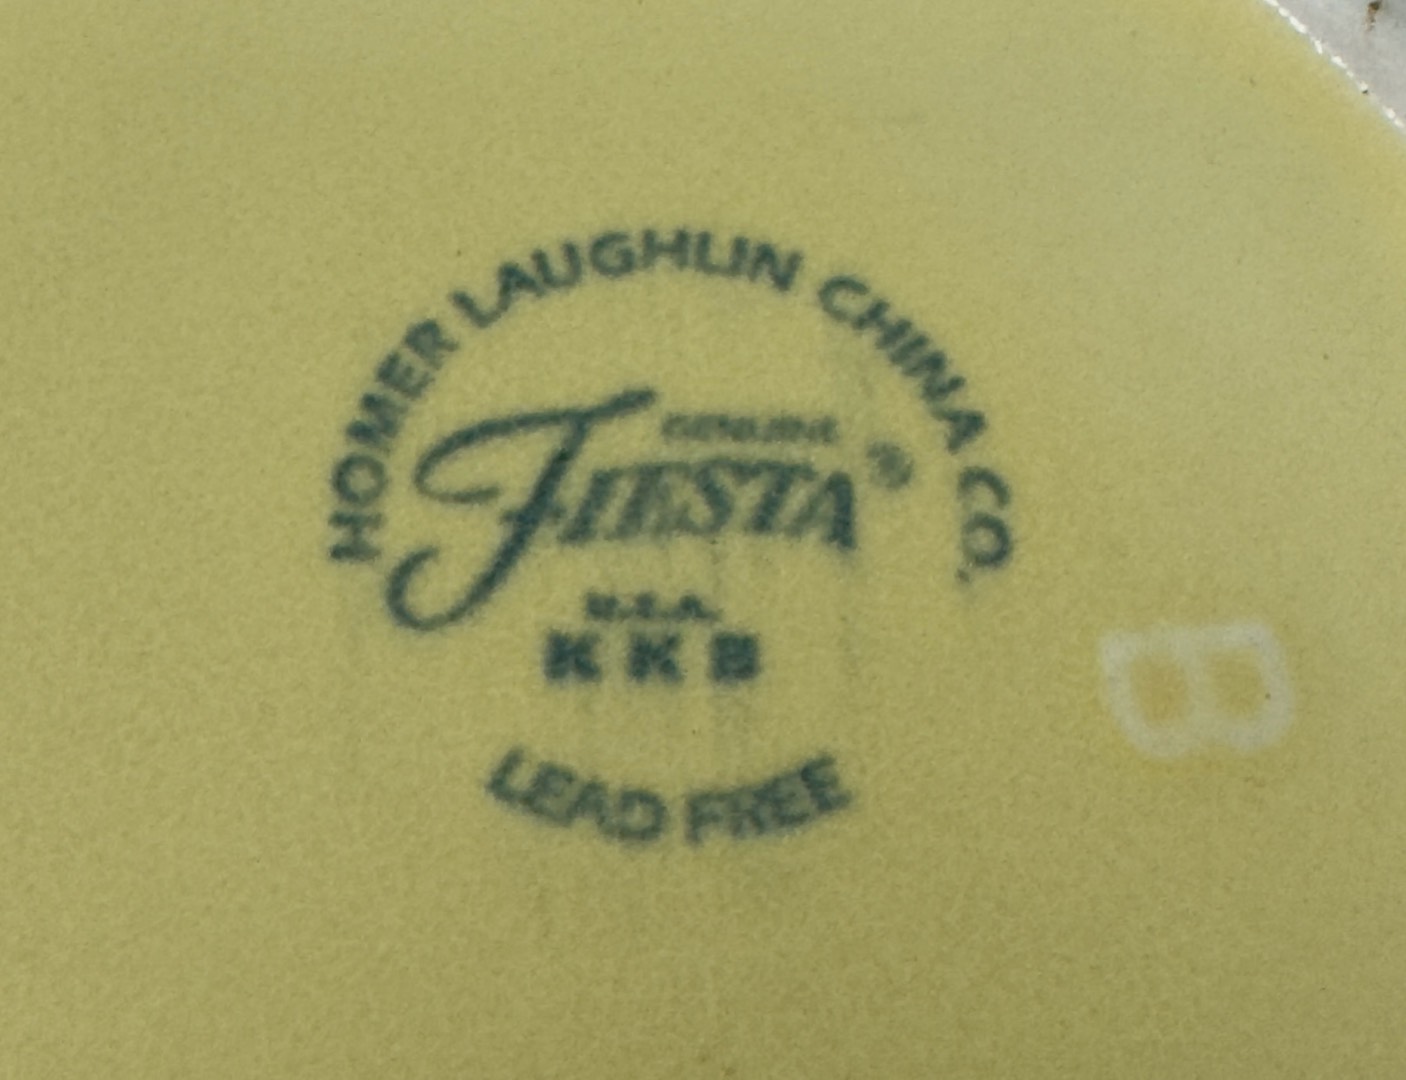 HOMER LAUGHLIN CHINA CO.
GENUINE
FIESTA®
U.S.A.
KKB
LEAD FREE
B